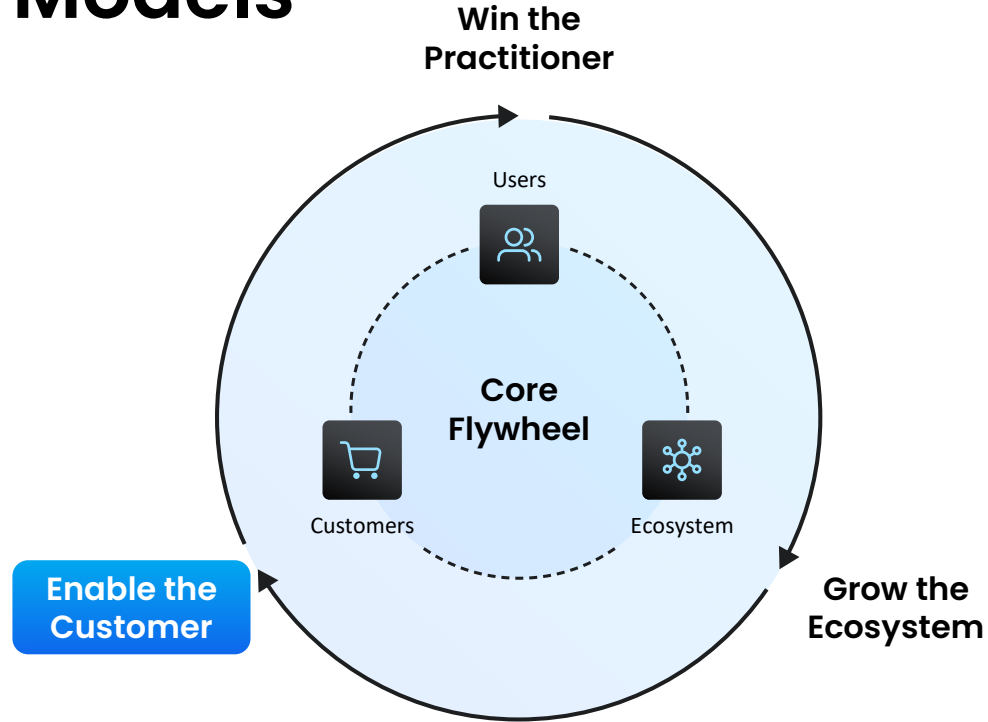 Models
Win the
Practitioner
Users
Core
Flywheel
Customers
Ecosystem
Enable the
Customer
Grow the
Ecosystem